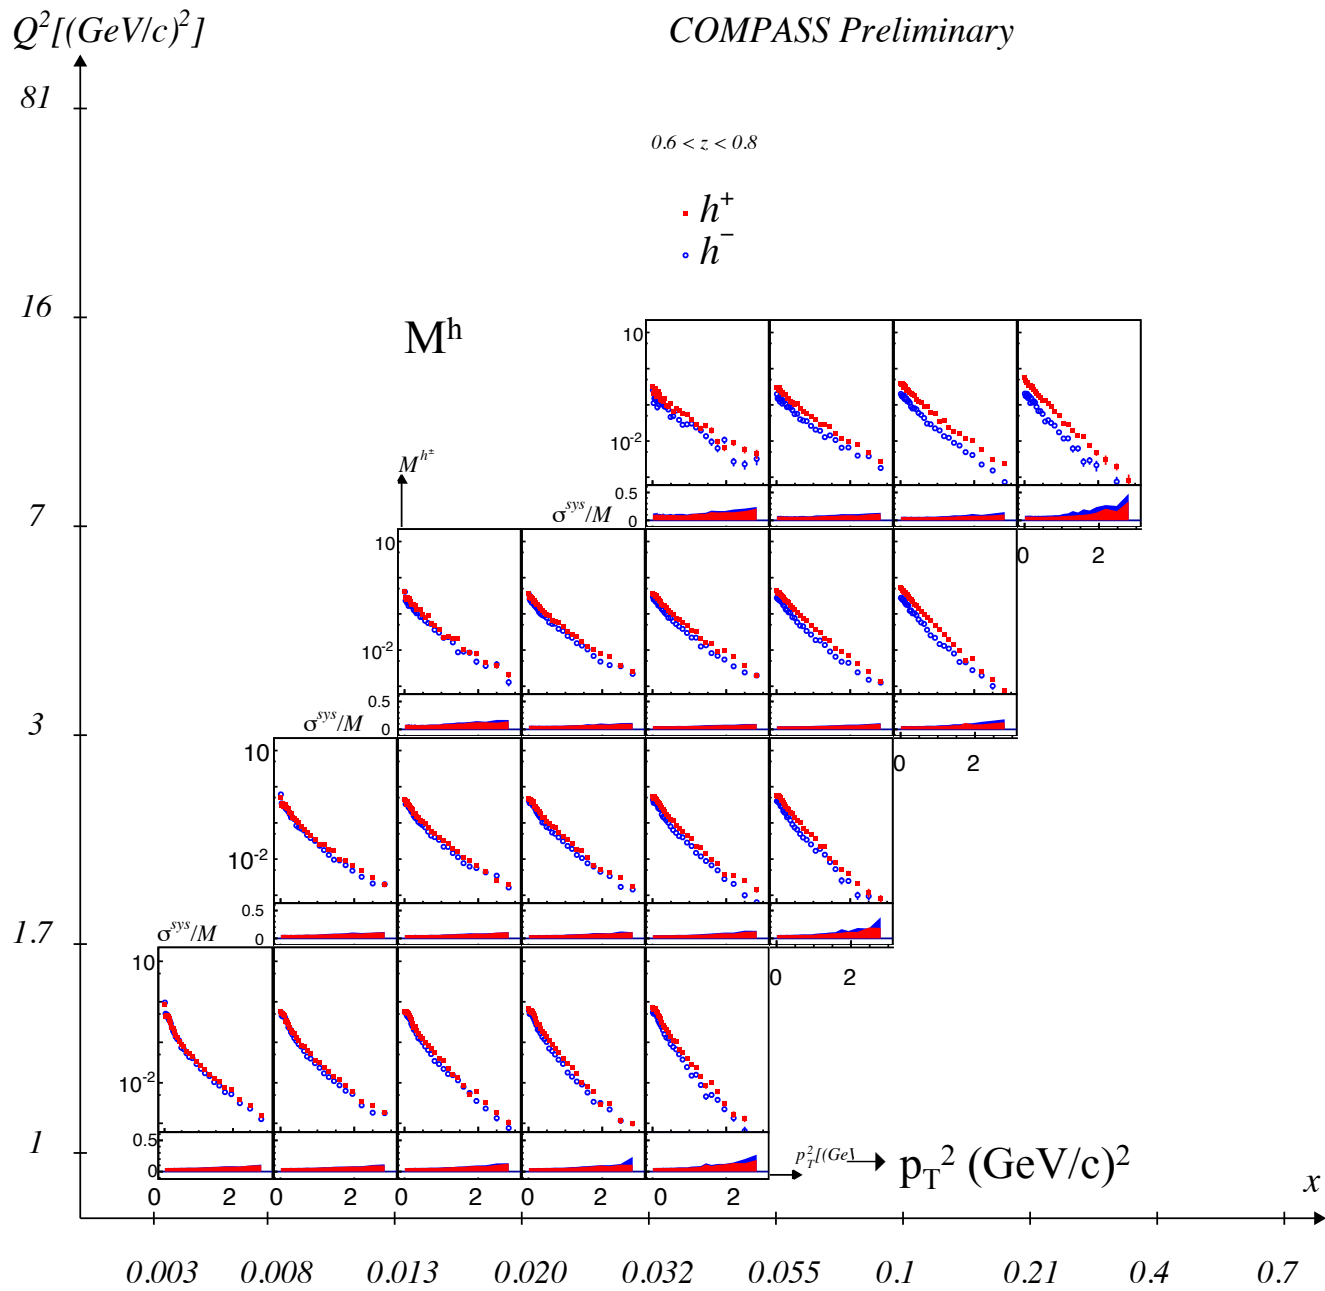 Q²[(GeV/c)²]
COMPASS Preliminary
81
0.6 < z < 0.8
h⁺
h⁻
16
Mʰ
10
10⁻²
M^{h^±}
0.5
7
σ^{sys}/M
0
10
0 2
10⁻²
0.5
3
σ^{sys}/M
0
10
0 2
10⁻²
0.5
1.7
σ^{sys}/M
0
10
0 2
10⁻²
0.5
1
p_T²[(GeV
p_T² (GeV/c)²
0
x
0 2 0 2 0 2 0 2 0 2
0.003 0.008 0.013 0.020 0.032 0.055 0.1 0.21 0.4 0.7